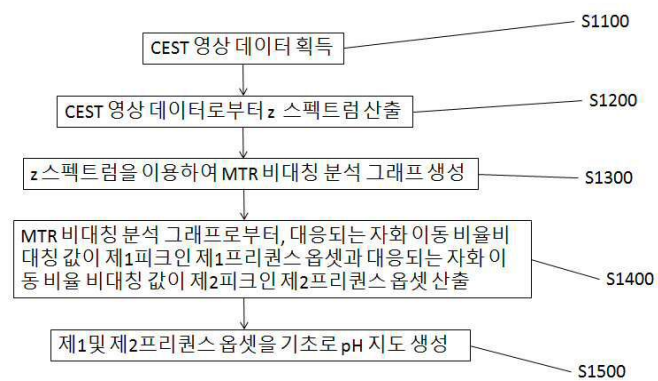 S1100
CEST 영상 데이터 획득
S1200
CEST 영상 데이터로부터 z 스펙트럼 산출
z 스펙트럼을 이용하여 MTR 비대칭 분석 그래프 생성
S1300
MTR 비대칭 분석 그래프로부터, 대응되는 자화 이동 비율비
대칭 값이 제1피크인 제1프리퀀스 옵셋과 대응되는 자화 이
동 비율 비대칭 값이 제2피크인 제2프리퀀스 옵셋 산출
S1400
제1및 제2프리퀀스 옵셋을 기초로 pH 지도 생성
S1500